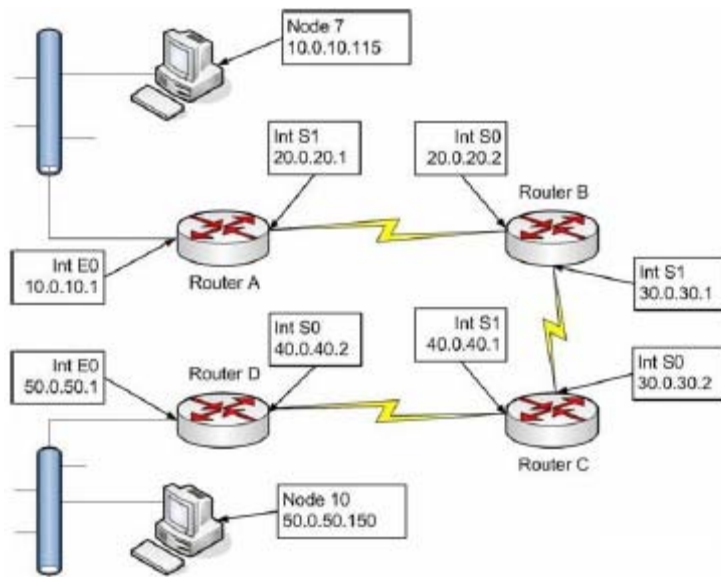 Node 7
10.0.10.115
Int S1
20.0.20.1
Int S0
20.0.20.2
Router B
Int E0
10.0.10.1
Router A
Int S1
30.0.30.1
Int E0
50.0.50.1
Router D
Int S0
40.0.40.2
Int S1
40.0.40.1
Int S0
30.0.30.2
Router C
Node 10
50.0.50.150